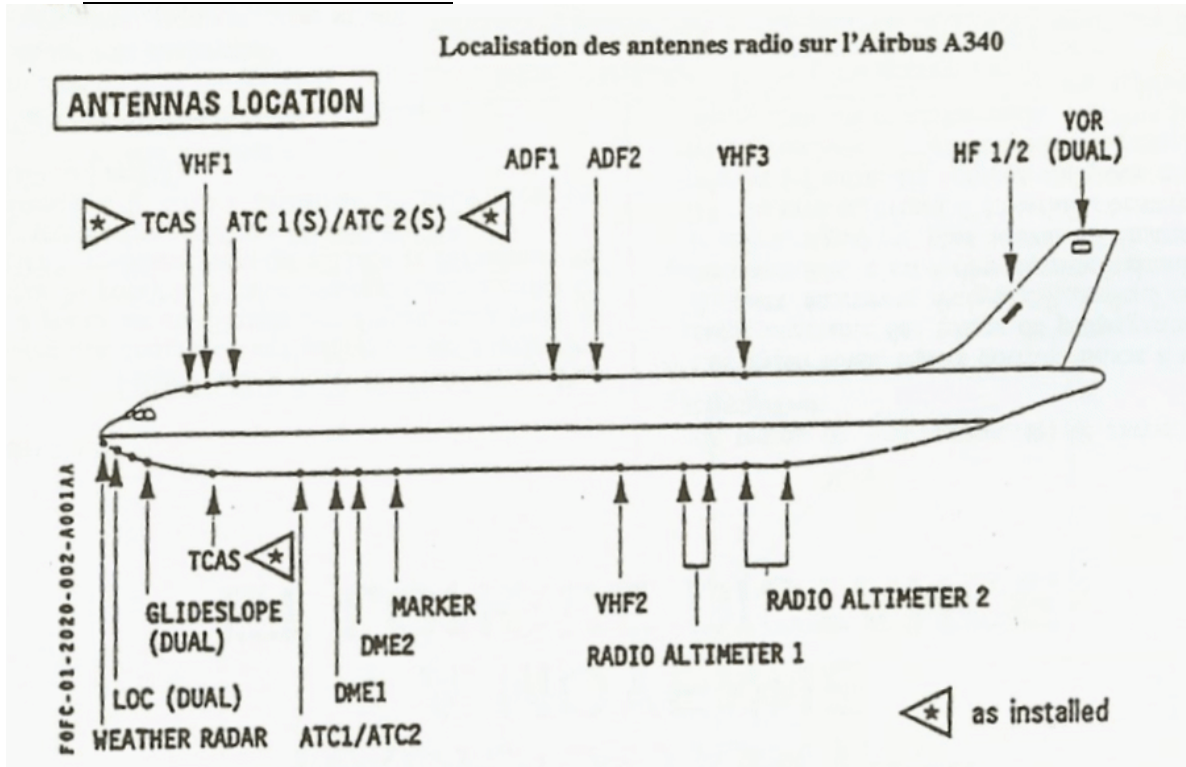 Localisation des antennes radio sur l'Airbus A340
ANTENNAS LOCATION
VOR
(DUAL)
HF 1/2
VHF1
ADF1
ADF2
VHF3
* TCAS
ATC 1(S)/ATC 2(S) *
TCAS *
GLIDESLOPE
(DUAL)
MARKER
VHF2
RADIO ALTIMETER 2
DME2
RADIO ALTIMETER 1
LOC (DUAL)
DME1
WEATHER RADAR
ATC1/ATC2
* as installed
FOFC-01-2020-002-A001AA